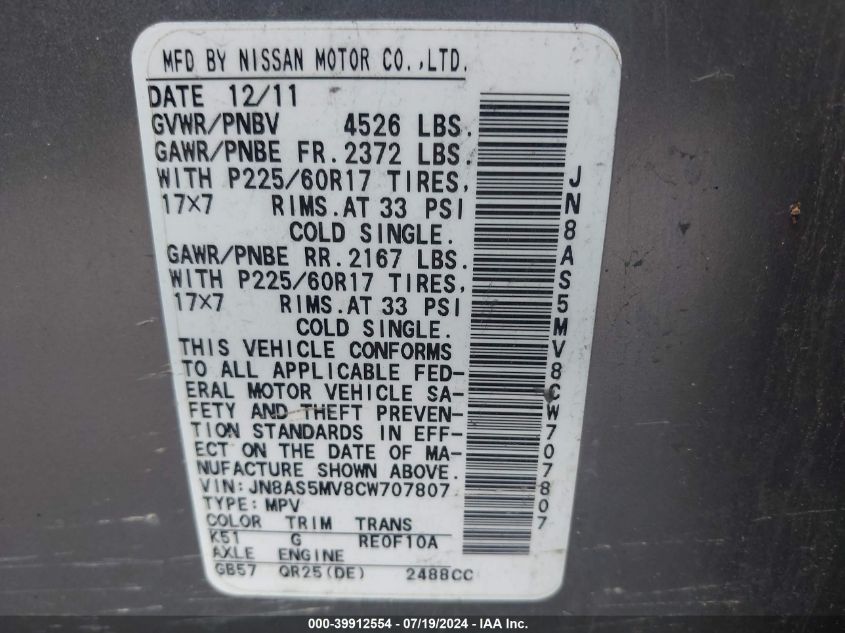 MFD BY NISSAN MOTOR CO.,LTD.
DATE 12/11
GVWR/PNBV 4526 LBS.
GAWR/PNBE FR.2372 LBS.
WITH P225/60R17 TIRES,
17X7 RIMS.AT 33 PSI
COLD SINGLE.
GAWR/PNBE RR.2167 LBS.
WITH P225/60R17 TIRES,
17X7 RIMS.AT 33 PSI
COLD SINGLE.
THIS VEHICLE CONFORMS
TO ALL APPLICABLE FED-
ERAL MOTOR VEHICLE SA-
FETY AND THEFT PREVEN-
TION STANDARDS IN EFF-
ECT ON THE DATE OF MA-
NUFACTURE SHOWN ABOVE.
VIN:JN8AS5MV8CW707807
TYPE:MPV
COLOR TRIM TRANS
K51 G RE0F10A
AXLE ENGINE
GB57 QR25(DE) 2488CC
JN8AS5MV8CW707807
000-39912554 - 07/19/2024 - IAA Inc.